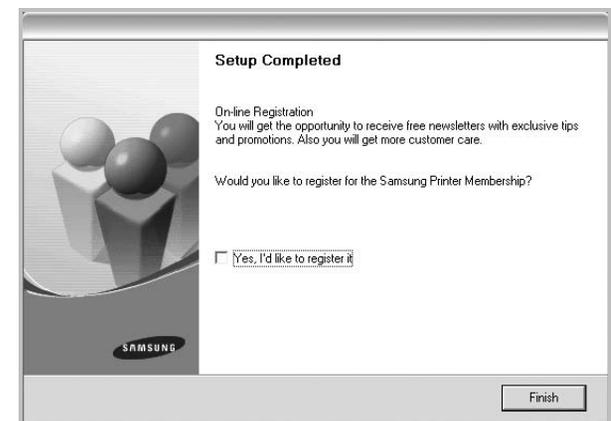 Setup Completed
On-line Registration
You will get the opportunity to receive free newsletters with exclusive tips
and promotions. Also you will get more customer care.
Would you like to register for the Samsung Printer Membership?
Yes, I'd like to register it
SAMSUNG
Finish